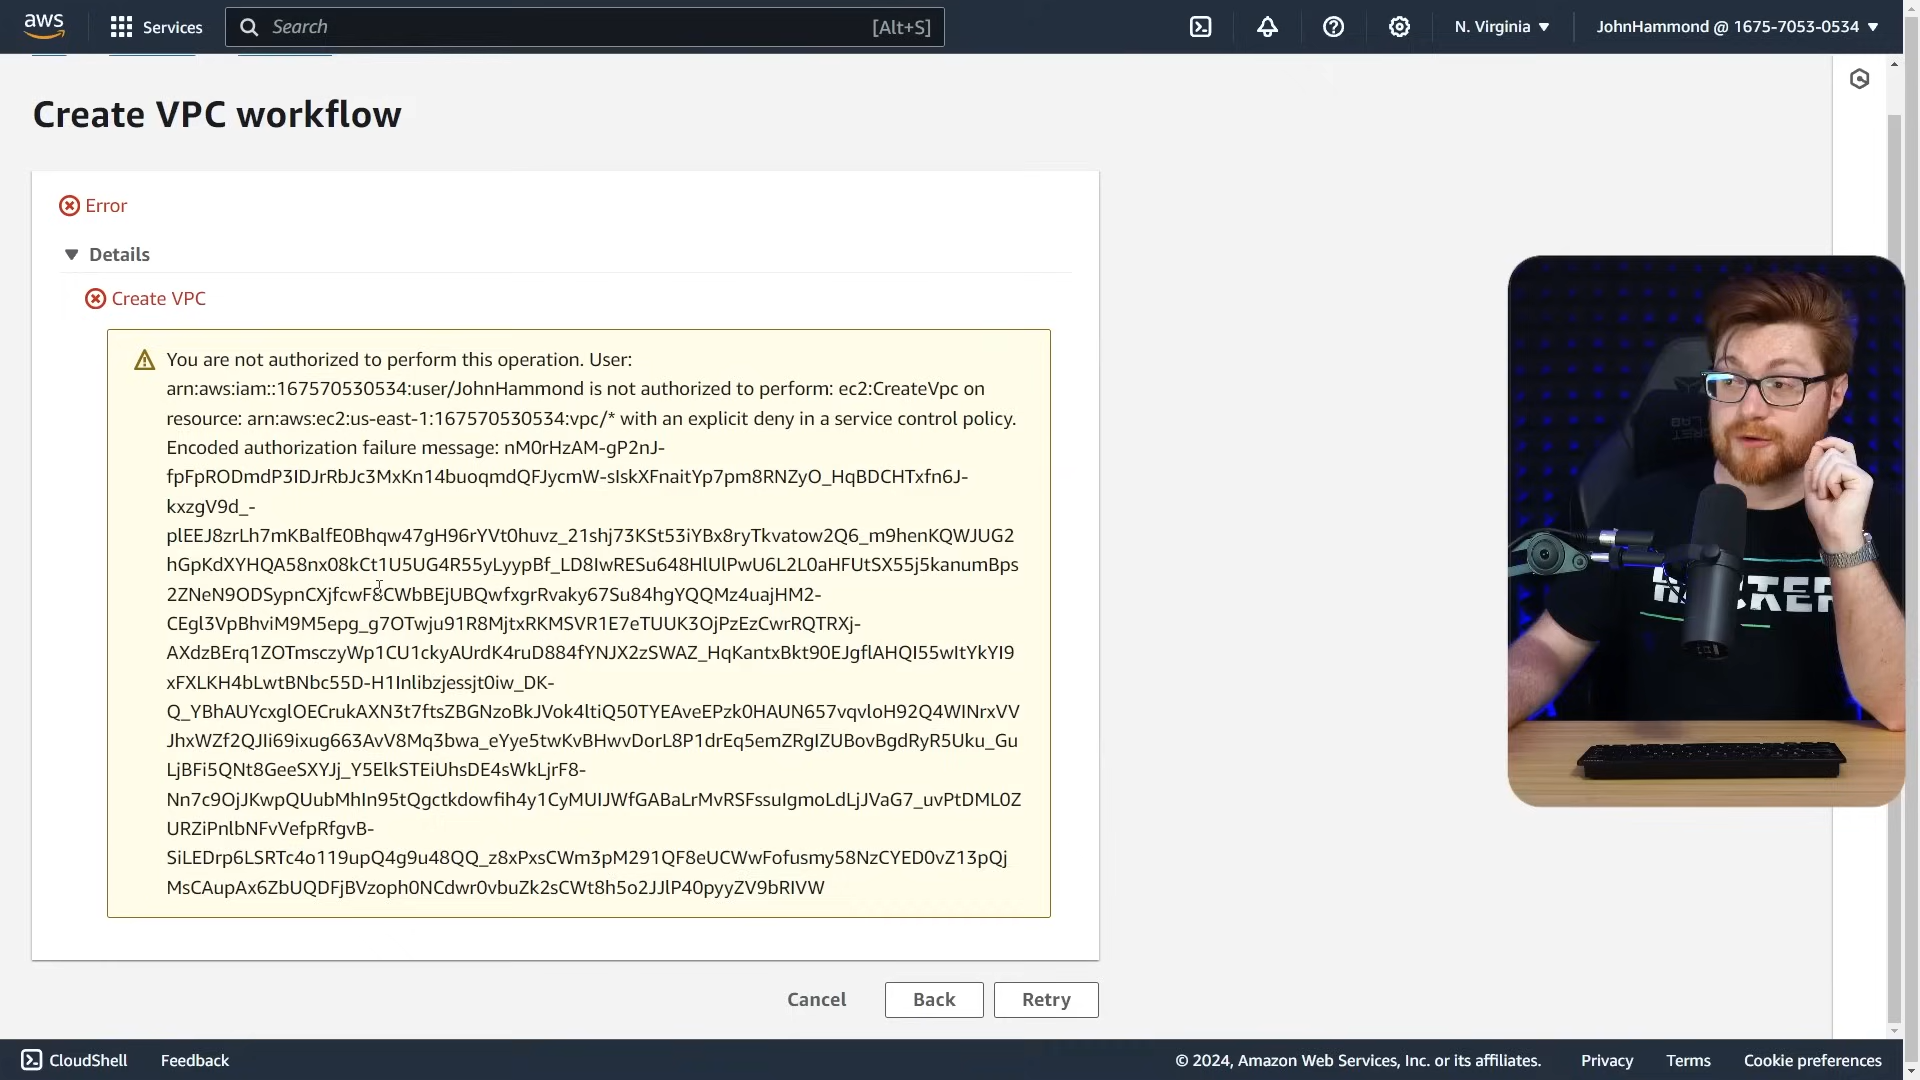 aws
Services
Search
[Alt+S]
N. Virginia
JohnHammond @ 1675-7053-0534
Create VPC workflow
Error
Details
Create VPC
You are not authorized to perform this operation. User:
arn:aws:iam::167570530534:user/JohnHammond is not authorized to perform: ec2:CreateVpc on
resource: arn:aws:ec2:us-east-1:167570530534:vpc/* with an explicit deny in a service control policy.
Encoded authorization failure message: nM0rHzAM-gP2nJ-
fpFpRODmdP3IDJrRbJc3MxKn14buoqmdQFJycmW-sIskXFnaitYp7pm8RNZyO_HqBDCHTxfn6J-
kxzgV9d_-
plEEJ8zrLh7mKBalfE0Bhqw47gH96rYVt0huvz_21shj73KSt53iYBx8ryTkvatow2Q6_m9henKQWJUG2
hGpKdXYHQA58nx08kCt1U5UG4R55yLyypBf_LD8IwRESu648HlUlPwU6L2L0aHFUtSX55j5kanumBps
2ZNeN9ODSypnCXjfcwF8CWbBEjUBQwfxgrRvaky67Su84hgYQQMz4uajHM2-
CEgl3VpBhviM9M5epg_g7OTwju91R8MjtxRKMSVR1E7eTUUK3OjPzEzCwrRQTRXj-
AXdzBErq1ZOTmsczyWp1CU1ckyAUrdK4ruD884fYNJX2zSWAZ_HqKantxBkt90EJgflAHQI55wItYkYI9
xFXLKH4bLwtBNbc55D-H1Inlibzjessjt0iw_DK-
Q_YBhAUYcxglOECrukAXN3t7ftsZBGNzoBkJVok4ltiQ50TYEAveEPzk0HAUN657vqvloH92Q4WINrxVV
JhxWZf2QJIi69ixug663AvV8Mq3bwa_eYye5twKvBHwvDorL8P1drEq5emZRgIZUBovBgdRyR5Uku_Gu
LjBFi5QNt8GeeSXYJj_Y5ElkSTEiUhsDE4sWkLjrF8-
Nn7c9OjJKwpQUubMhIn95tQgctkdowfih4y1CyMUIJWfGABaLrMvRSFssuIgmoLdLjJVaG7_uvPtDML0Z
URZiPnlbNFvVefpRfgvB-
SiLEDrp6LSRTc4o119upQ4g9u48QQ_z8xPxsCWm3pM291QF8eUCWwFofusmy58NzCYED0vZ13pQj
MsCAupAx6ZbUQDFjBVzoph0NCdwr0vbuZk2sCWt8h5o2JJlP40pyyZV9bRIVW
Cancel
Back
Retry
CloudShell
Feedback
© 2024, Amazon Web Services, Inc. or its affiliates.
Privacy
Terms
Cookie preferences